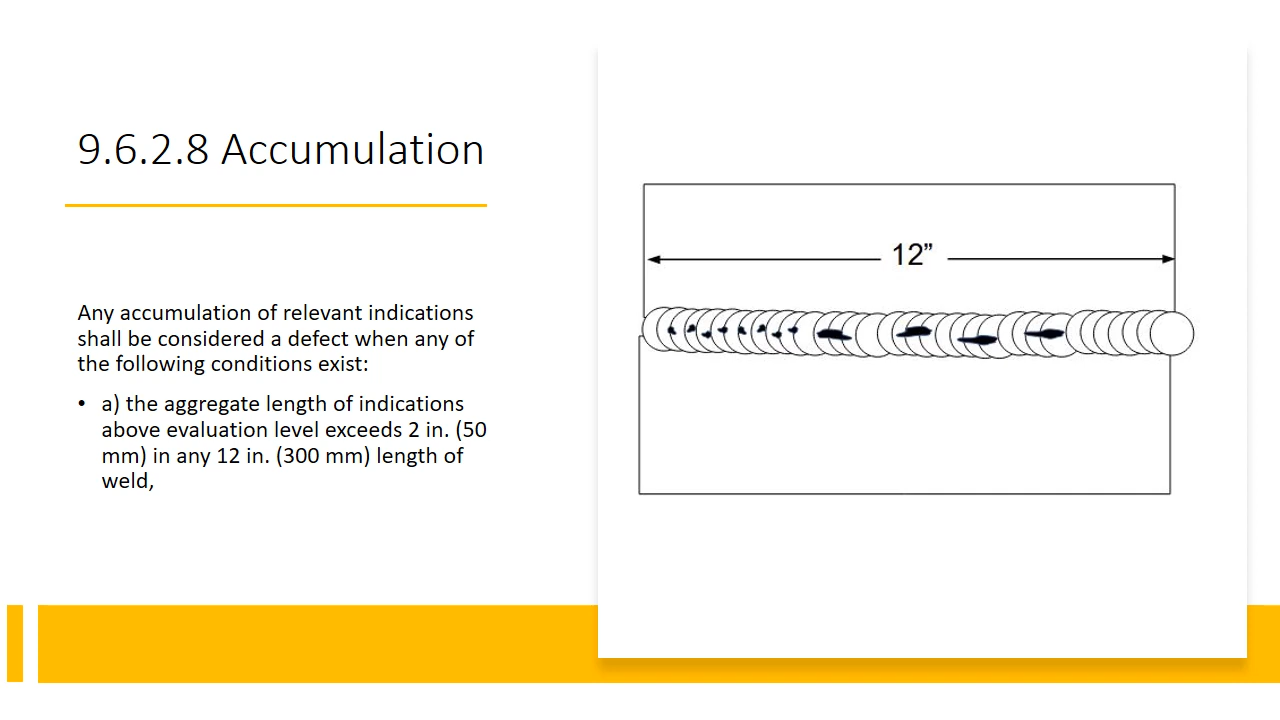 9.6.2.8 Accumulation
Any accumulation of relevant indications
shall be considered a defect when any of
the following conditions exist:
• a) the aggregate length of indications
above evaluation level exceeds 2 in. (50
mm) in any 12 in. (300 mm) length of
weld,
12”